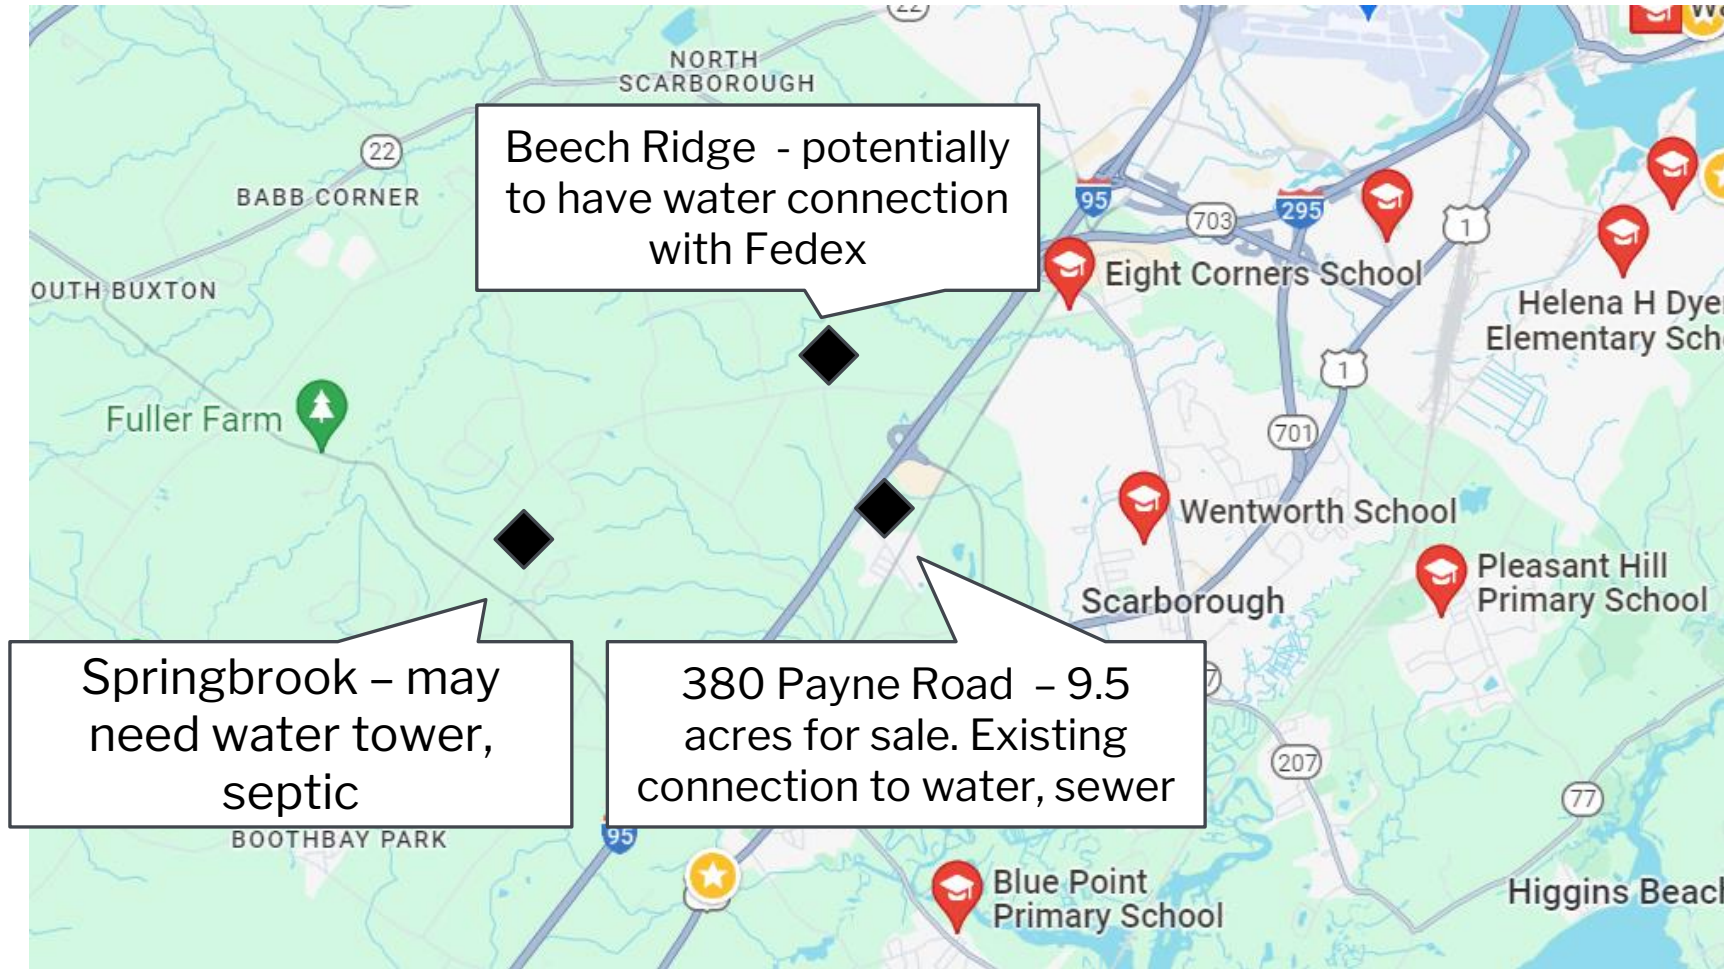 22
NORTH
SCARBOROUGH
Beech Ridge - potentially
to have water connection
with Fedex
22
BABB CORNER
95
703
295
1
Eight Corners School
OUTH BUXTON
Helena H Dye
Elementary Sch
1
Fuller Farm
701
Wentworth School
Pleasant Hill
Primary School
Scarborough
Springbrook – may
need water tower,
septic
380 Payne Road – 9.5
acres for sale. Existing
connection to water, sewer
207
77
BOOTHBAY PARK
95
Blue Point
Primary School
Higgins Beac